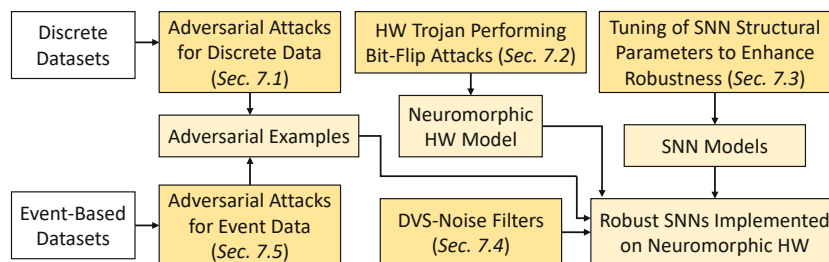 Discrete
Datasets
Adversarial Attacks
for Discrete Data
(Sec. 7.1)
HW Trojan Performing
Bit-Flip Attacks (Sec. 7.2)
Tuning of SNN Structural
Parameters to Enhance
Robustness (Sec. 7.3)
Adversarial Examples
Neuromorphic
HW Model
SNN Models
Event-Based
Datasets
Adversarial Attacks
for Event Data
(Sec. 7.5)
DVS-Noise Filters
(Sec. 7.4)
Robust SNNs Implemented
on Neuromorphic HW